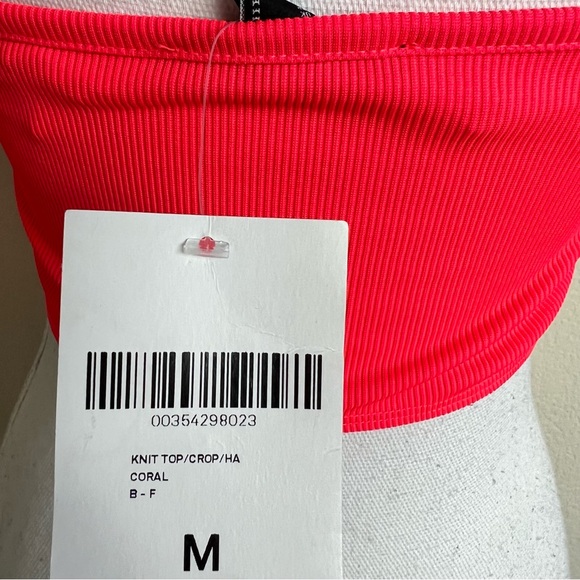 00354298023
KNIT TOP/CROP/HA
CORAL
B - F
M